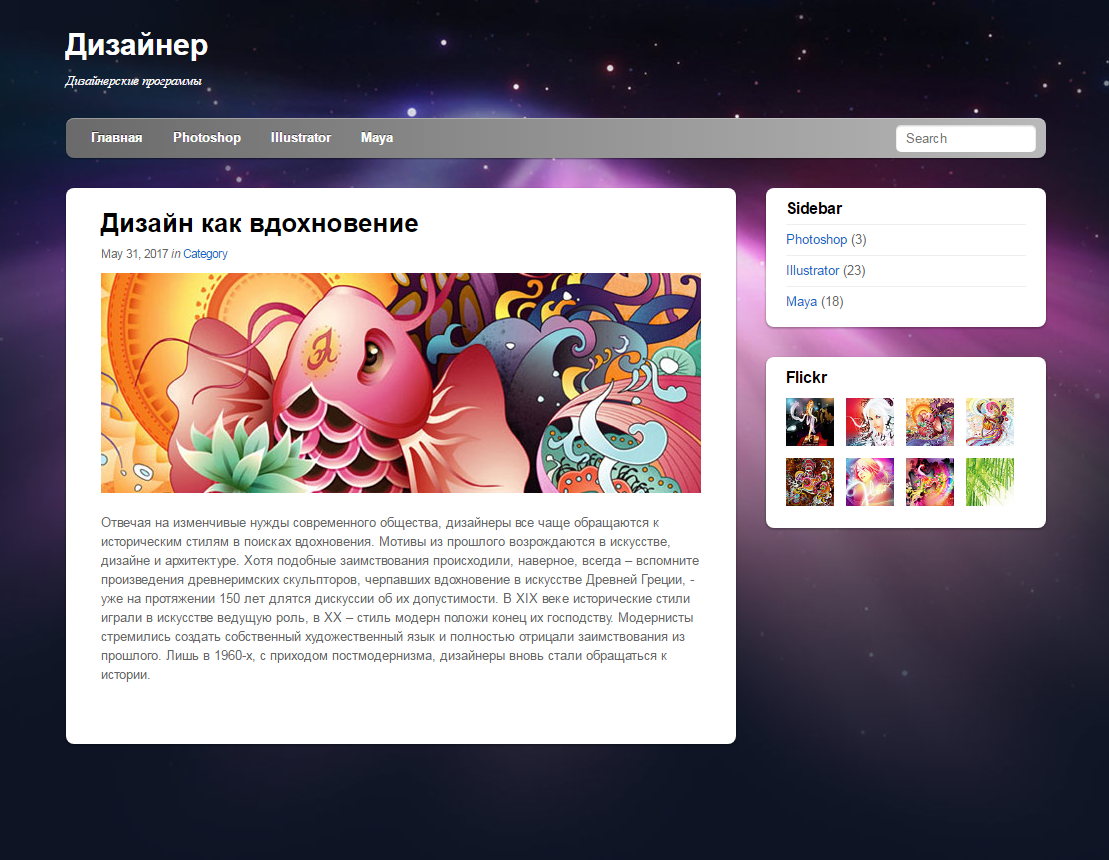 Дизайнер
Дизайнерские программы
Главная Photoshop Illustrator Maya Search
Дизайн как вдохновение
May 31, 2017 in Category
Отвечая на изменчивые нужды современного общества, дизайнеры все чаще обращаются к
историческим стилям в поисках вдохновения. Мотивы из прошлого возрождаются в искусстве,
дизайне и архитектуре. Хотя подобные заимствования происходили, наверное, всегда – вспомните
произведения древнеримских скульпторов, черпавших вдохновение в искусстве Древней Греции, -
уже на протяжении 150 лет длятся дискуссии об их допустимости. В XIX веке исторические стили
играли в искусстве ведущую роль, в XX – стиль модерн положи конец их господству. Модернисты
стремились создать собственный художественный язык и полностью отрицали заимствования из
прошлого. Лишь в 1960-х, с приходом постмодернизма, дизайнеры вновь стали обращаться к
истории.
Sidebar
Photoshop (3)
Illustrator (23)
Maya (18)
Flickr